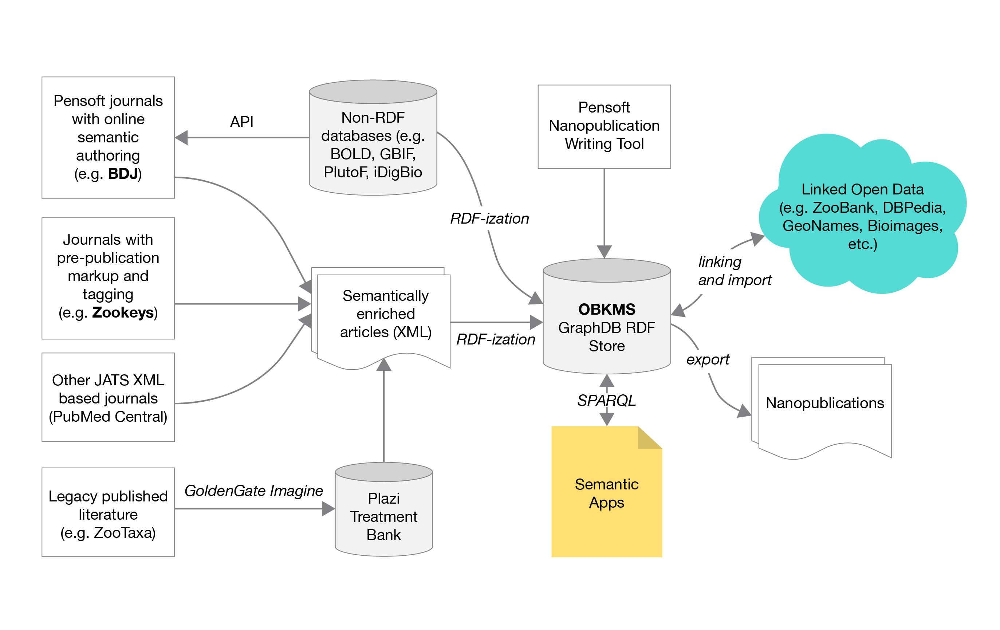 Pensoft journals
with online
semantic
authoring
(e.g. BDJ)
API
Non-RDF
databases (e.g.
BOLD, GBIF,
PlutoF, iDigBio
Pensoft
Nanopublication
Writing Tool
Linked Open Data
(e.g. ZooBank, DBPedia,
GeoNames, Bioimages,
etc.)
RDF-ization
Journals with
pre-publication
markup and
tagging
(e.g. Zookeys)
linking
and import
Semantically
enriched
articles (XML)
RDF-ization
OBKMS
GraphDB RDF
Store
export
Other JATS XML
based journals
(PubMed Central)
SPARQL
Nanopublications
Legacy published
literature
(e.g. ZooTaxa)
GoldenGate Imagine
Plazi
Treatment
Bank
Semantic
Apps